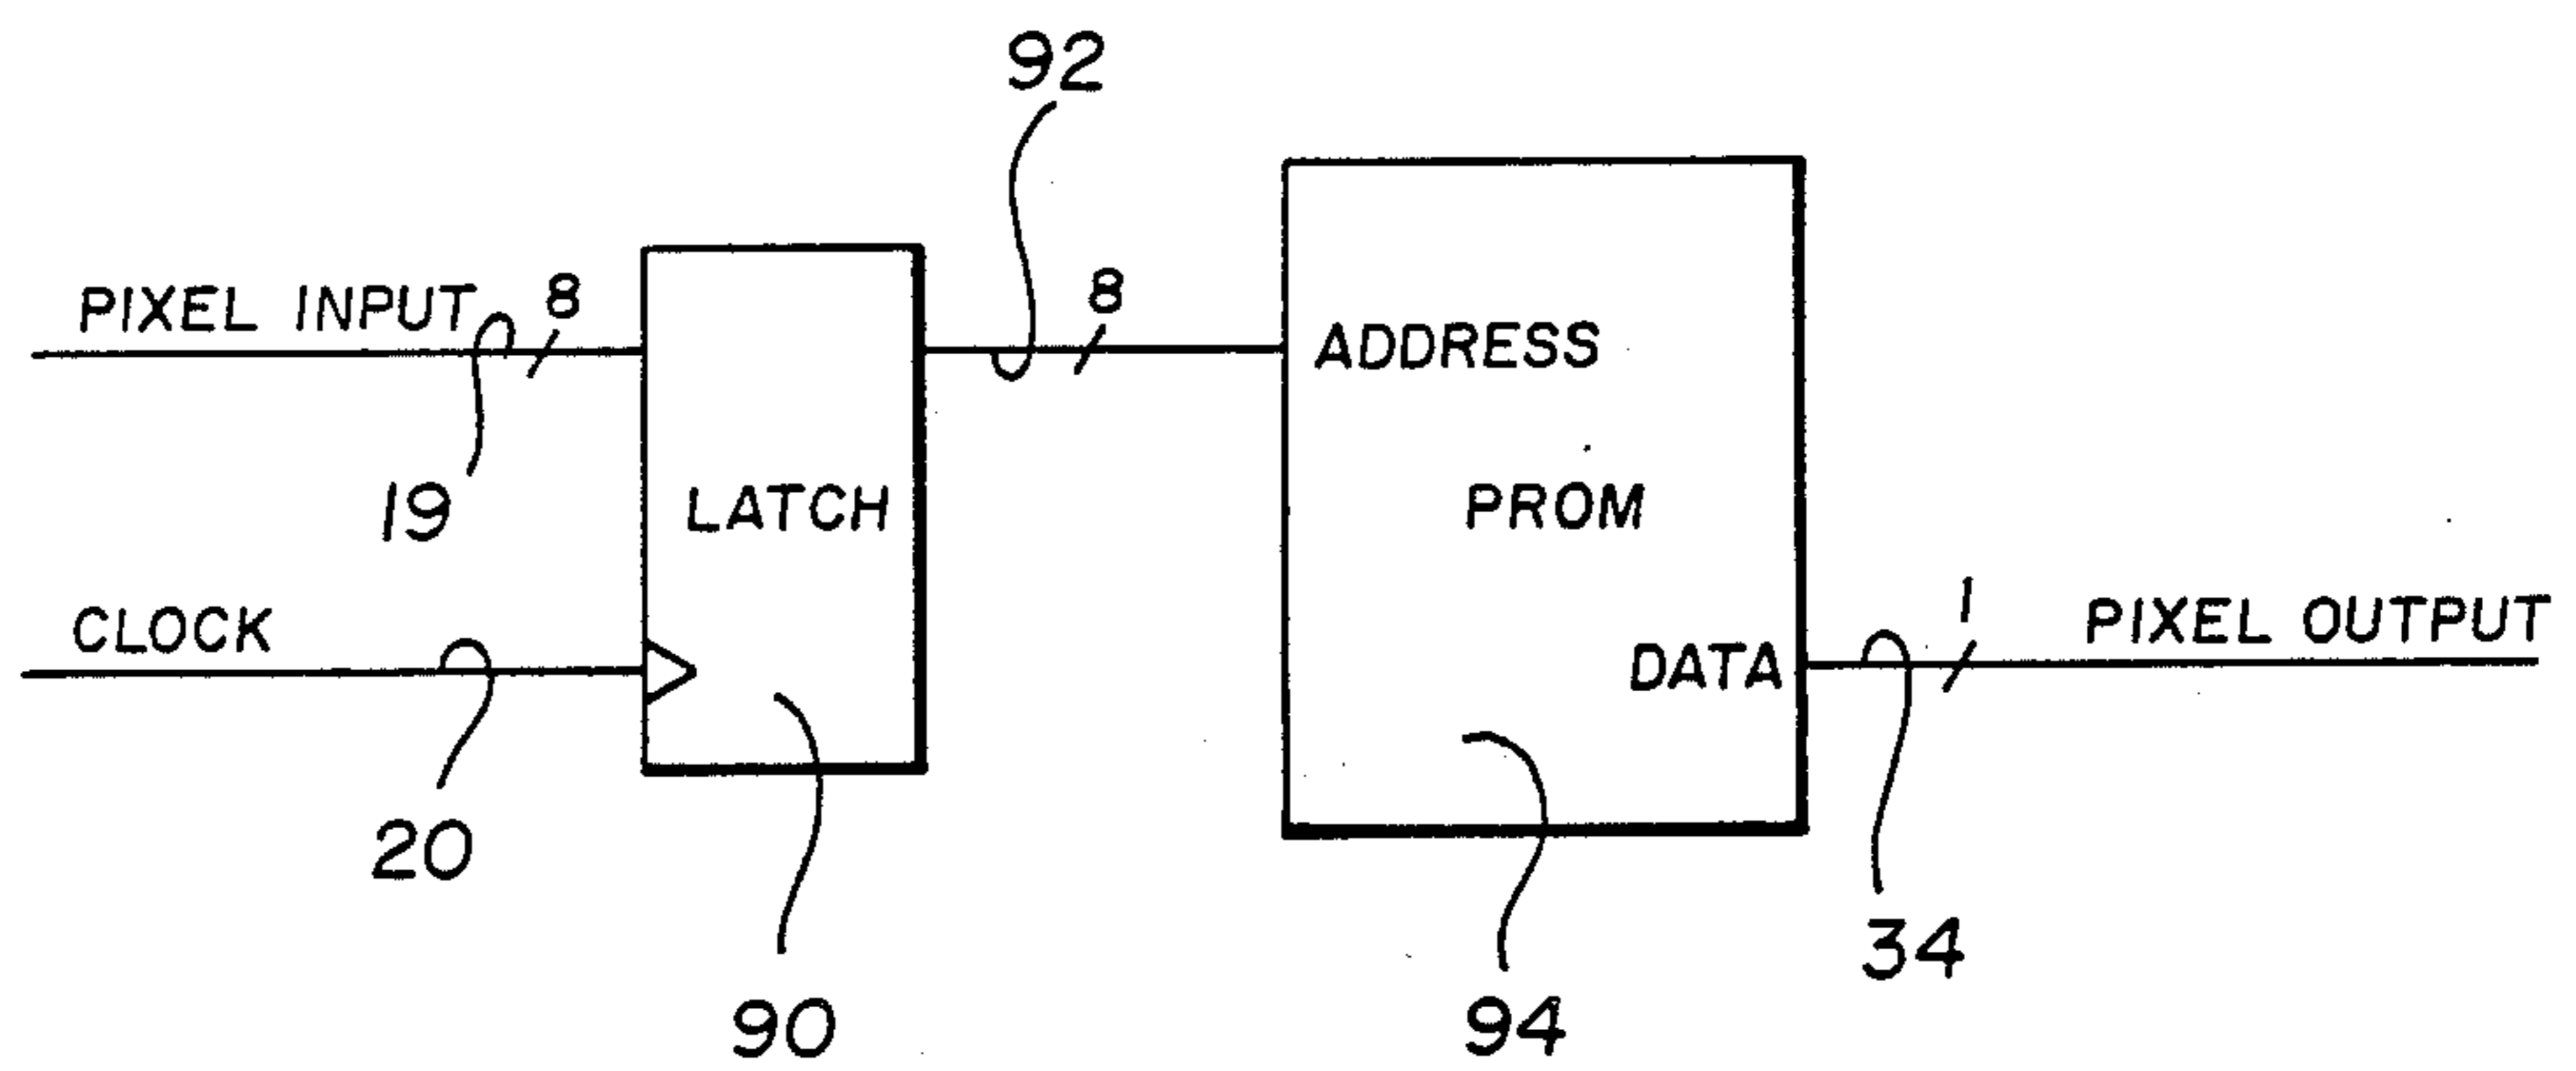 92
PIXEL INPUT
8
8
ADDRESS
19
LATCH
PROM
CLOCK
1
PIXEL OUTPUT
DATA
20
34
90
94